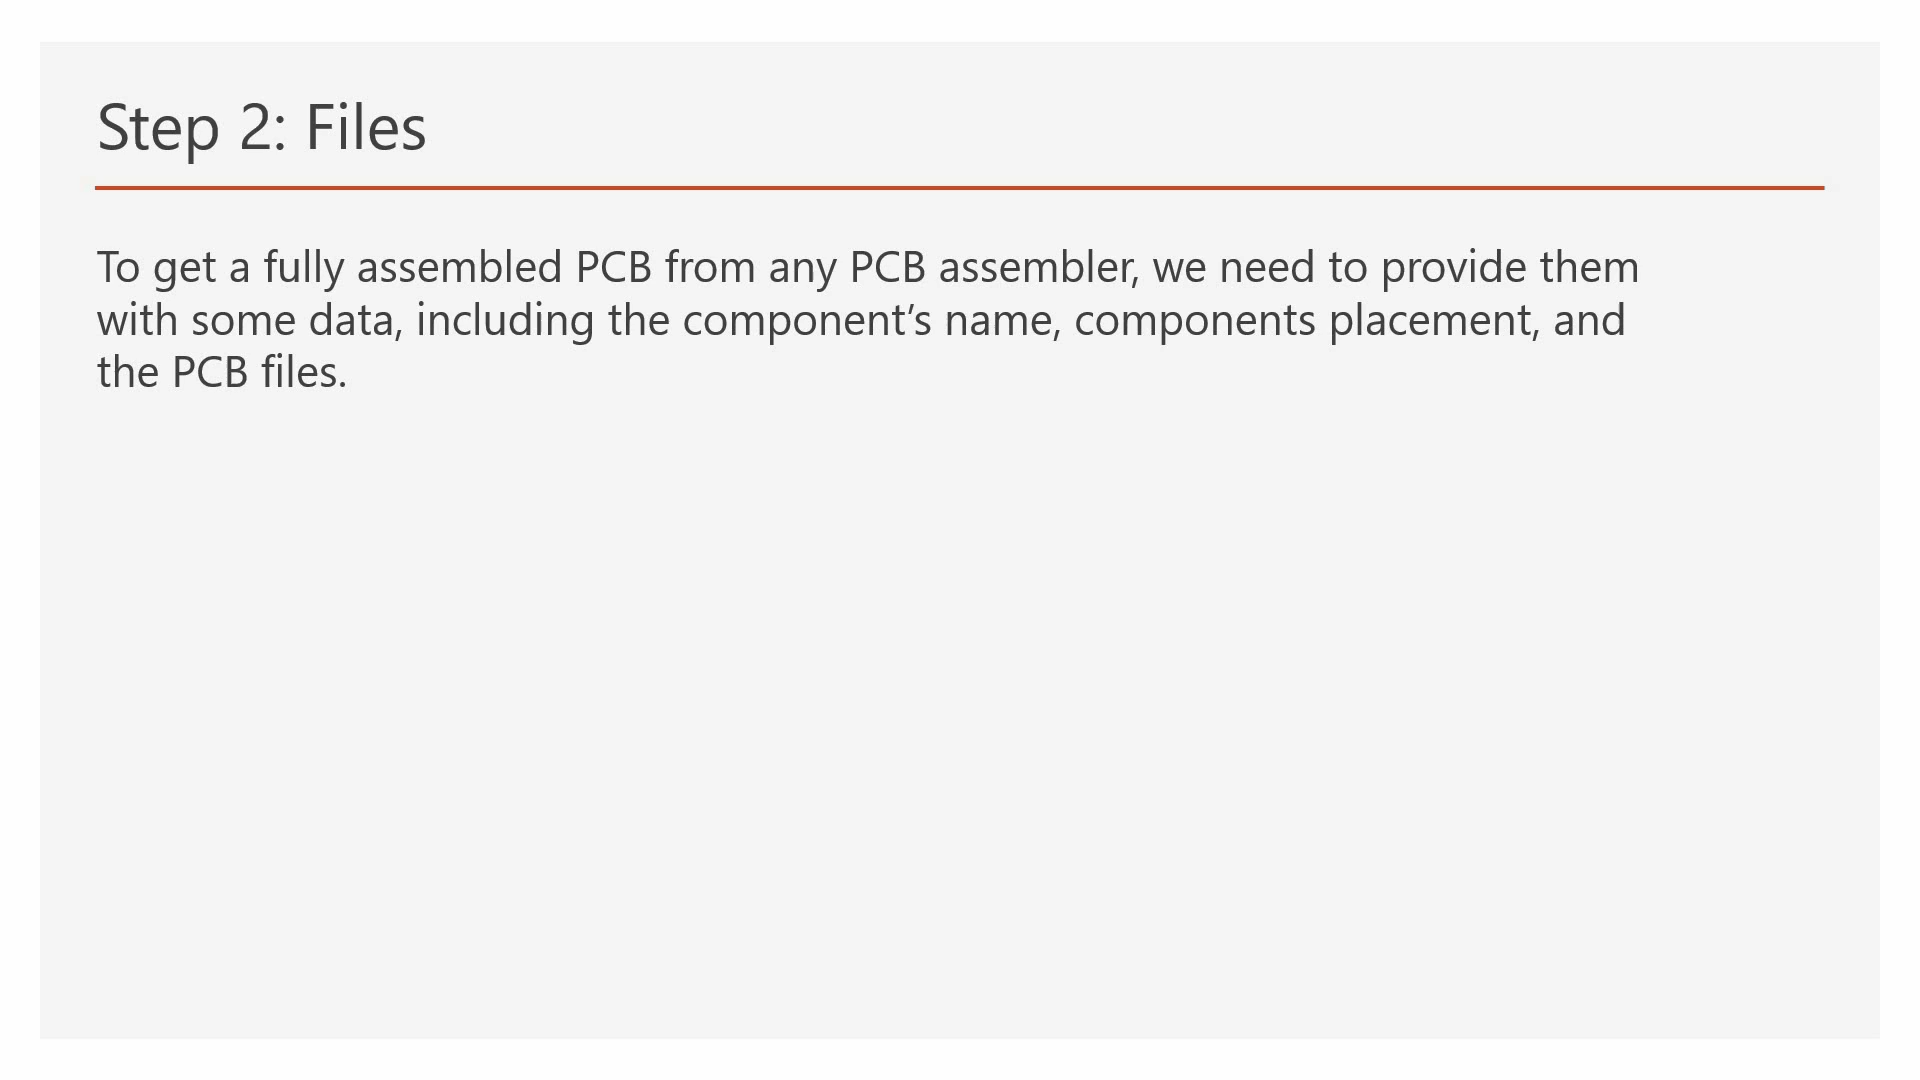 Step 2: Files
To get a fully assembled PCB from any PCB assembler, we need to provide them
with some data, including the component’s name, components placement, and
the PCB files.